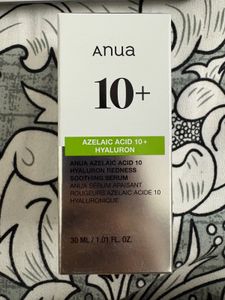 Anua
10+
AZELAIC ACID 10+
HYALURON
ANUA AZELAIC ACID 10
HYALURON REDNESS
SOOTHING SERUM
ANUA SÉRUM APAISANT
ROUGEURS AZELAIC ACIDE 10
HYALURONIQUE
30 ML / 1.01 FL. OZ.